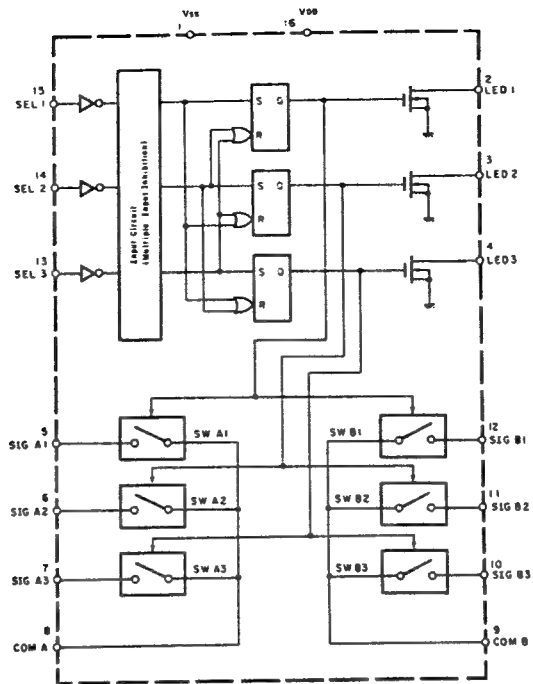 Vss
VDD
1
16
15
SEL 1
14
SEL 2
13
SEL 3
Input Circuit
(Multiple Input Inhibition)
S Q
R
S Q
R
S Q
R
2
LED 1
3
LED 2
4
LED 3
5
SIG A1
SW A1
SW B1
12
SIG B1
6
SIG A2
SW A2
SW B2
11
SIG B2
7
SIG A3
SW A3
SW B3
10
SIG B3
8
COM A
9
COM B